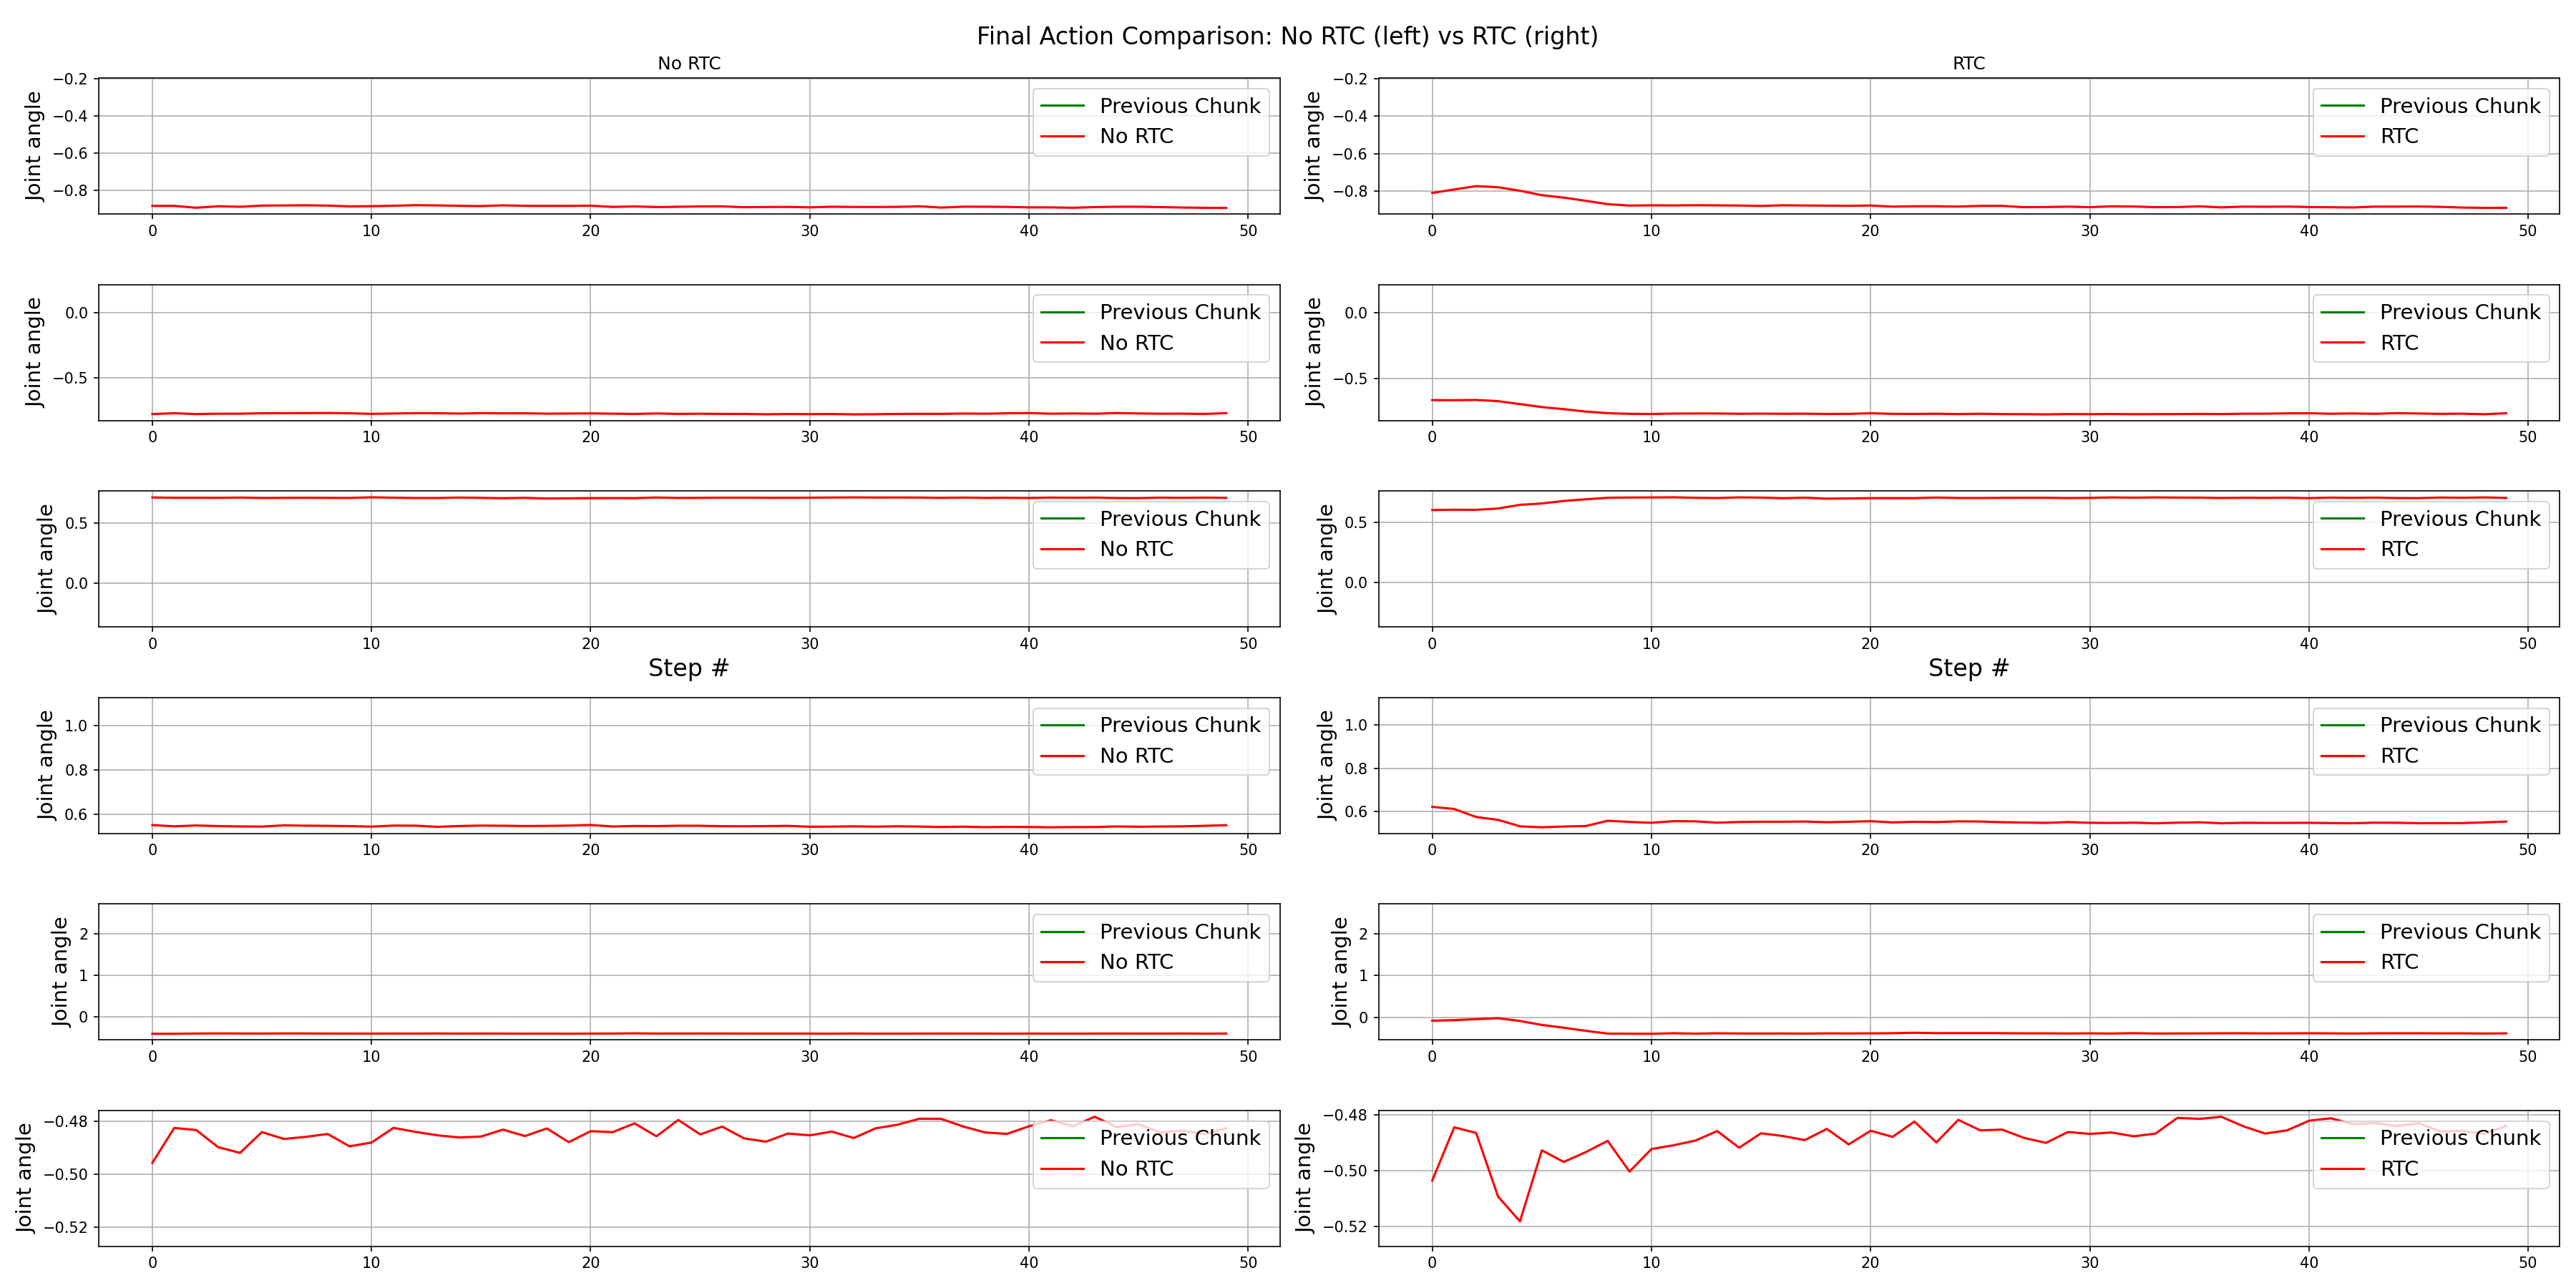 Final Action Comparison: No RTC (left) vs RTC (right)
No RTC
RTC
Joint angle
−0.2
−0.4
−0.6
−0.8
0 10 20 30 40 50
Previous Chunk
No RTC
Joint angle
−0.2
−0.4
−0.6
−0.8
0 10 20 30 40 50
Previous Chunk
RTC
Joint angle
0.0
−0.5
0 10 20 30 40 50
Previous Chunk
No RTC
Joint angle
0.0
−0.5
0 10 20 30 40 50
Previous Chunk
RTC
Joint angle
0.5
0.0
0 10 20 30 40 50
Step #
Previous Chunk
No RTC
Joint angle
0.5
0.0
0 10 20 30 40 50
Step #
Previous Chunk
RTC
Joint angle
1.0
0.8
0.6
0 10 20 30 40 50
Previous Chunk
No RTC
Joint angle
1.0
0.8
0.6
0 10 20 30 40 50
Previous Chunk
RTC
Joint angle
2
1
0
0 10 20 30 40 50
Previous Chunk
No RTC
Joint angle
2
1
0
0 10 20 30 40 50
Previous Chunk
RTC
Joint angle
−0.48
−0.50
−0.52
0 10 20 30 40 50
Previous Chunk
No RTC
Joint angle
−0.48
−0.50
−0.52
0 10 20 30 40 50
Previous Chunk
RTC